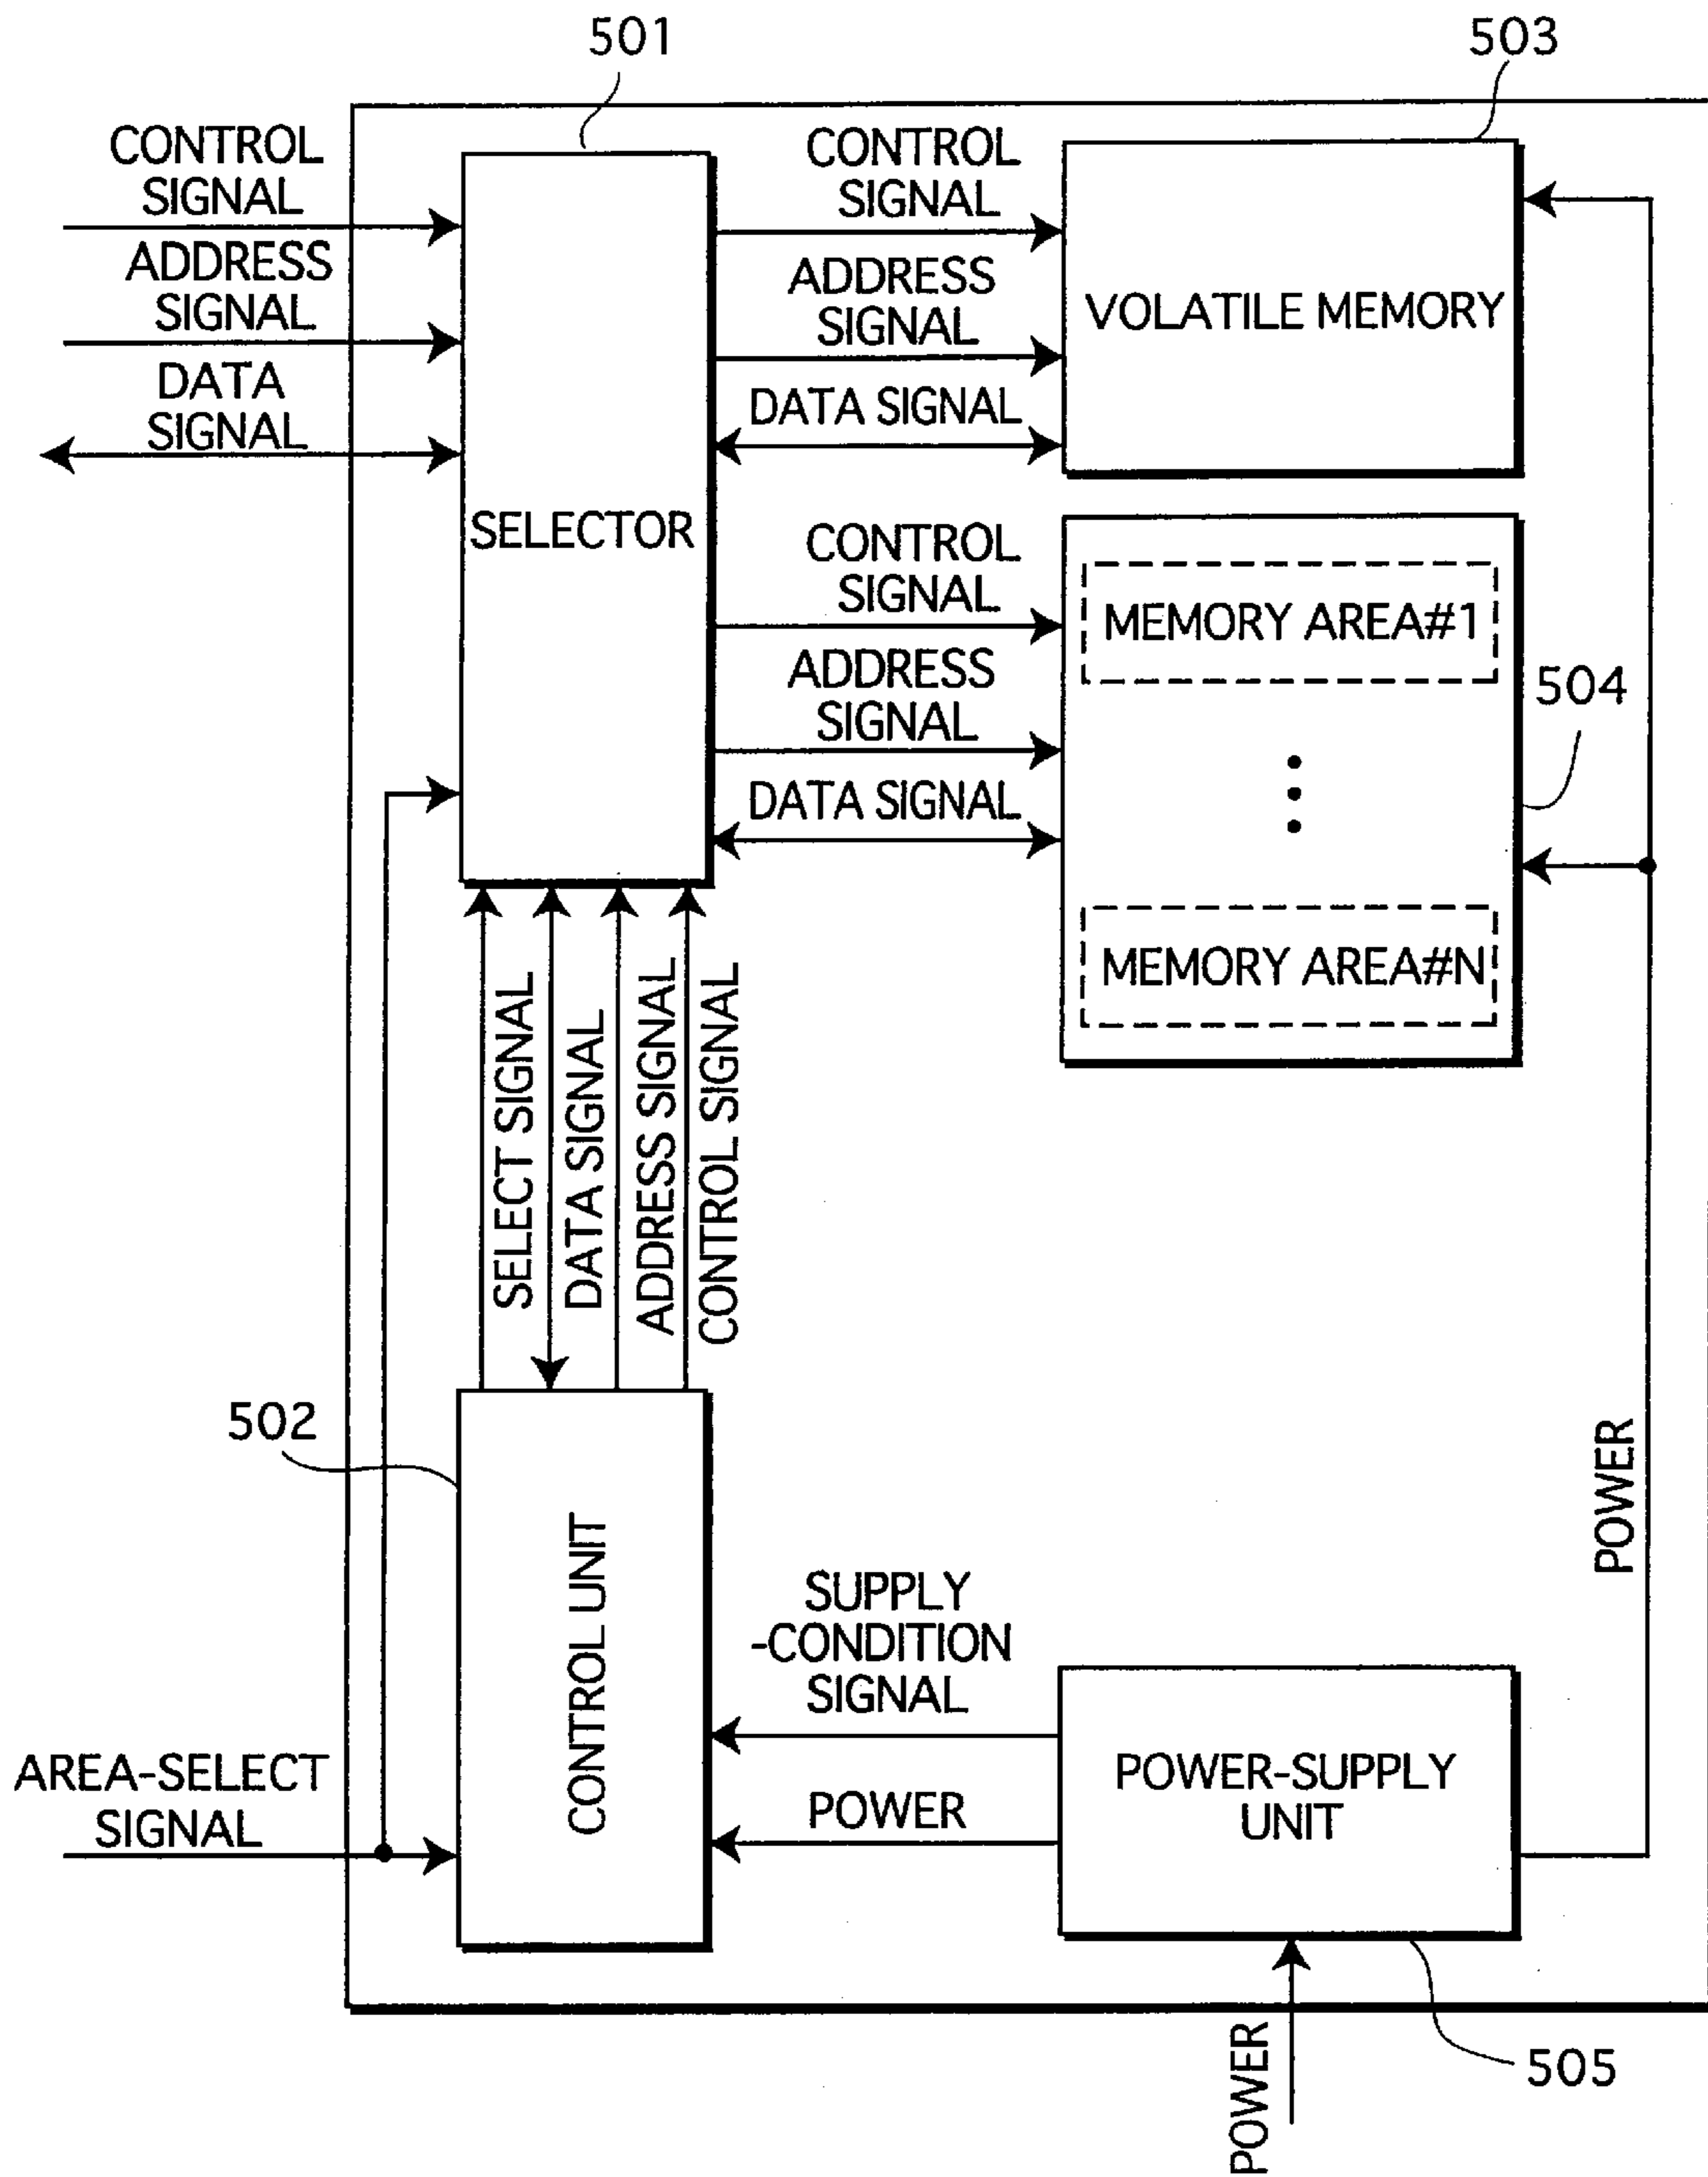 501
503
CONTROL
SIGNAL
ADDRESS
SIGNAL
DATA
SIGNAL
SELECTOR
CONTROL
SIGNAL
ADDRESS
SIGNAL
DATA SIGNAL
VOLATILE MEMORY
CONTROL
SIGNAL
ADDRESS
SIGNAL
DATA SIGNAL
MEMORY AREA#1
MEMORY AREA#N
504
SELECT SIGNAL
DATA SIGNAL
ADDRESS SIGNAL
CONTROL SIGNAL
502
CONTROL UNIT
AREA-SELECT
SIGNAL
SUPPLY
-CONDITION
SIGNAL
POWER
POWER-SUPPLY
UNIT
POWER
POWER
505